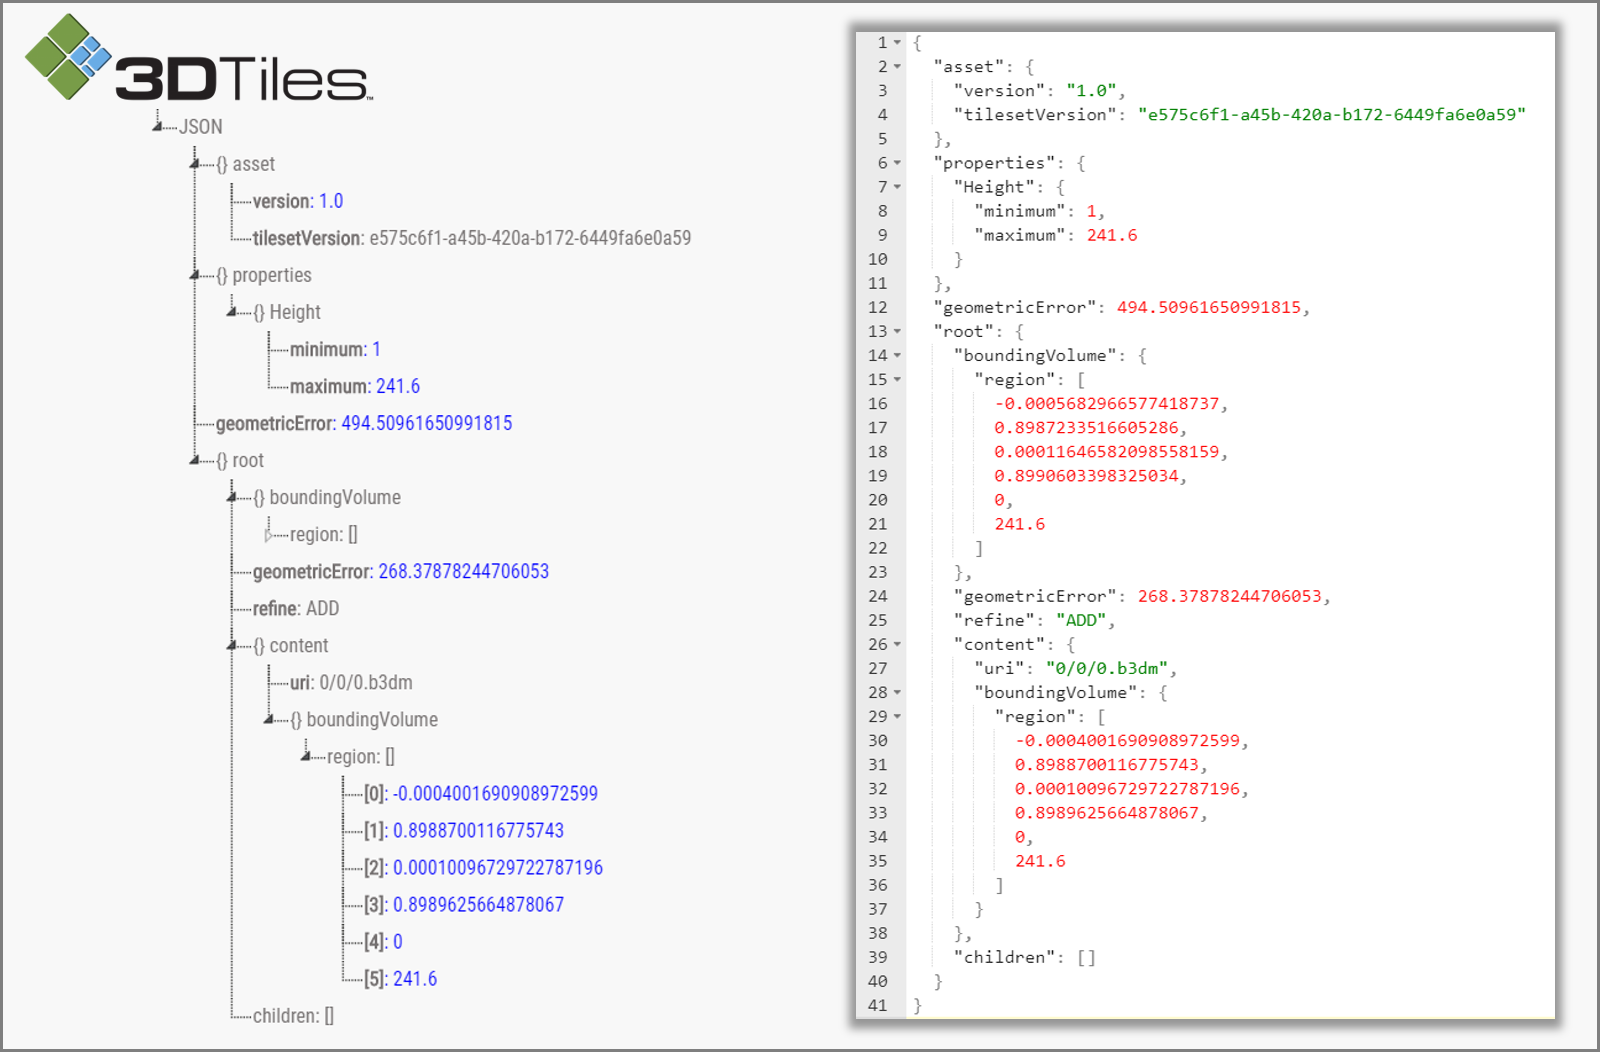 3DTiles™
JSON
{} asset
version: 1.0
tilesetVersion: e575c6f1-a45b-420a-b172-6449fa6e0a59
{} properties
{} Height
minimum: 1
maximum: 241.6
geometricError: 494.50961650991815
{} root
{} boundingVolume
region: []
geometricError: 268.37878244706053
refine: ADD
{} content
uri: 0/0/0.b3dm
{} boundingVolume
region: []
[0]: -0.0004001690908972599
[1]: 0.8988700116775743
[2]: 0.00010096729722787196
[3]: 0.8989625664878067
[4]: 0
[5]: 241.6
children: []
1 {
2 "asset": {
3 "version": "1.0",
4 "tilesetVersion": "e575c6f1-a45b-420a-b172-6449fa6e0a59"
5 },
6 "properties": {
7 "Height": {
8 "minimum": 1,
9 "maximum": 241.6
10 }
11 },
12 "geometricError": 494.50961650991815,
13 "root": {
14 "boundingVolume": {
15 "region": [
16 -0.0005682966577418737,
17 0.8987233516605286,
18 0.00011646582098558159,
19 0.8990603398325034,
20 0,
21 241.6
22 ]
23 },
24 "geometricError": 268.37878244706053,
25 "refine": "ADD",
26 "content": {
27 "uri": "0/0/0.b3dm",
28 "boundingVolume": {
29 "region": [
30 -0.0004001690908972599,
31 0.8988700116775743,
32 0.00010096729722787196,
33 0.8989625664878067,
34 0,
35 241.6
36 ]
37 }
38 },
39 "children": []
40 }
41 }